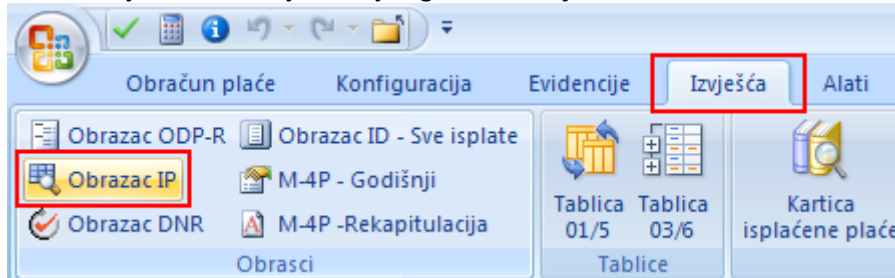 Obračun plaće Konfiguracija Evidencije Izvješća Alati
Obrazac ODP-R Obrazac ID - Sve isplate
Obrazac IP M-4P - Godišnji
Obrazac DNR M-4P -Rekapitulacija
Tablica 01/5
Tablica 03/6
Kartica
isplaćene plaće
Obrasci Tablice